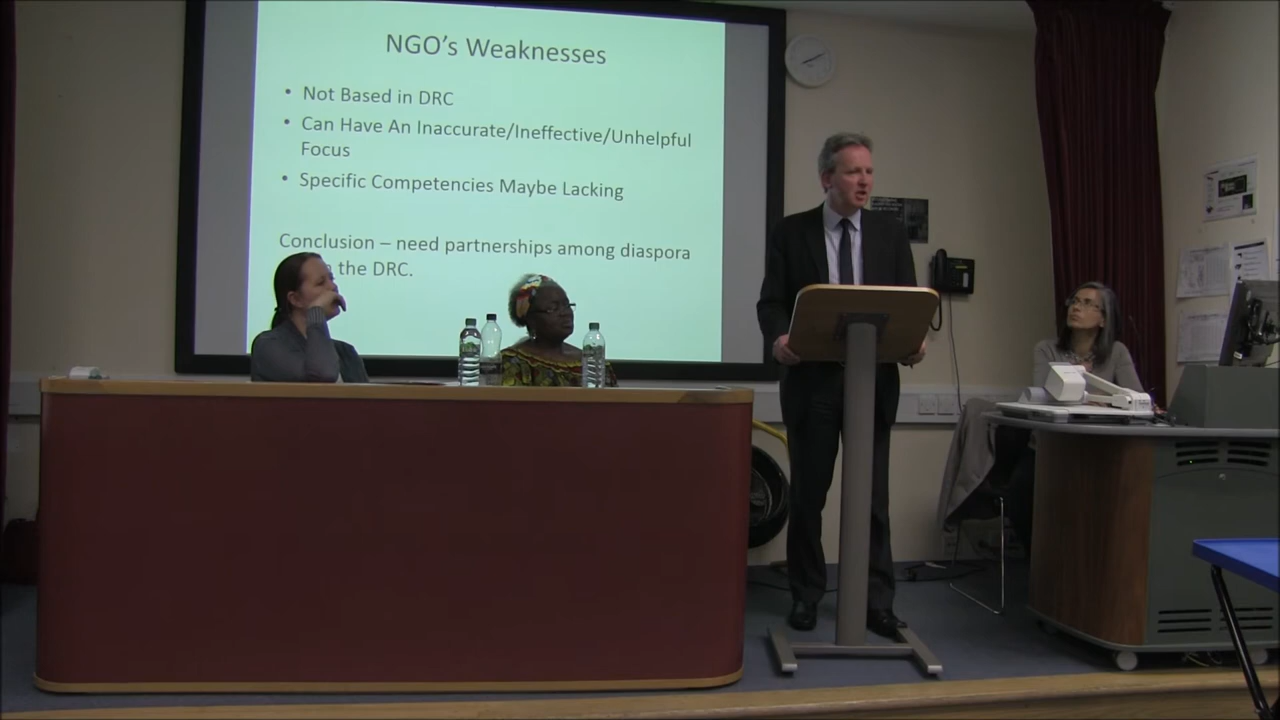 NGO's Weaknesses
• Not Based in DRC
• Can Have An Inaccurate/Ineffective/Unhelpful
Focus
• Specific Competencies Maybe Lacking
Conclusion – need partnerships among diaspora
the DRC.